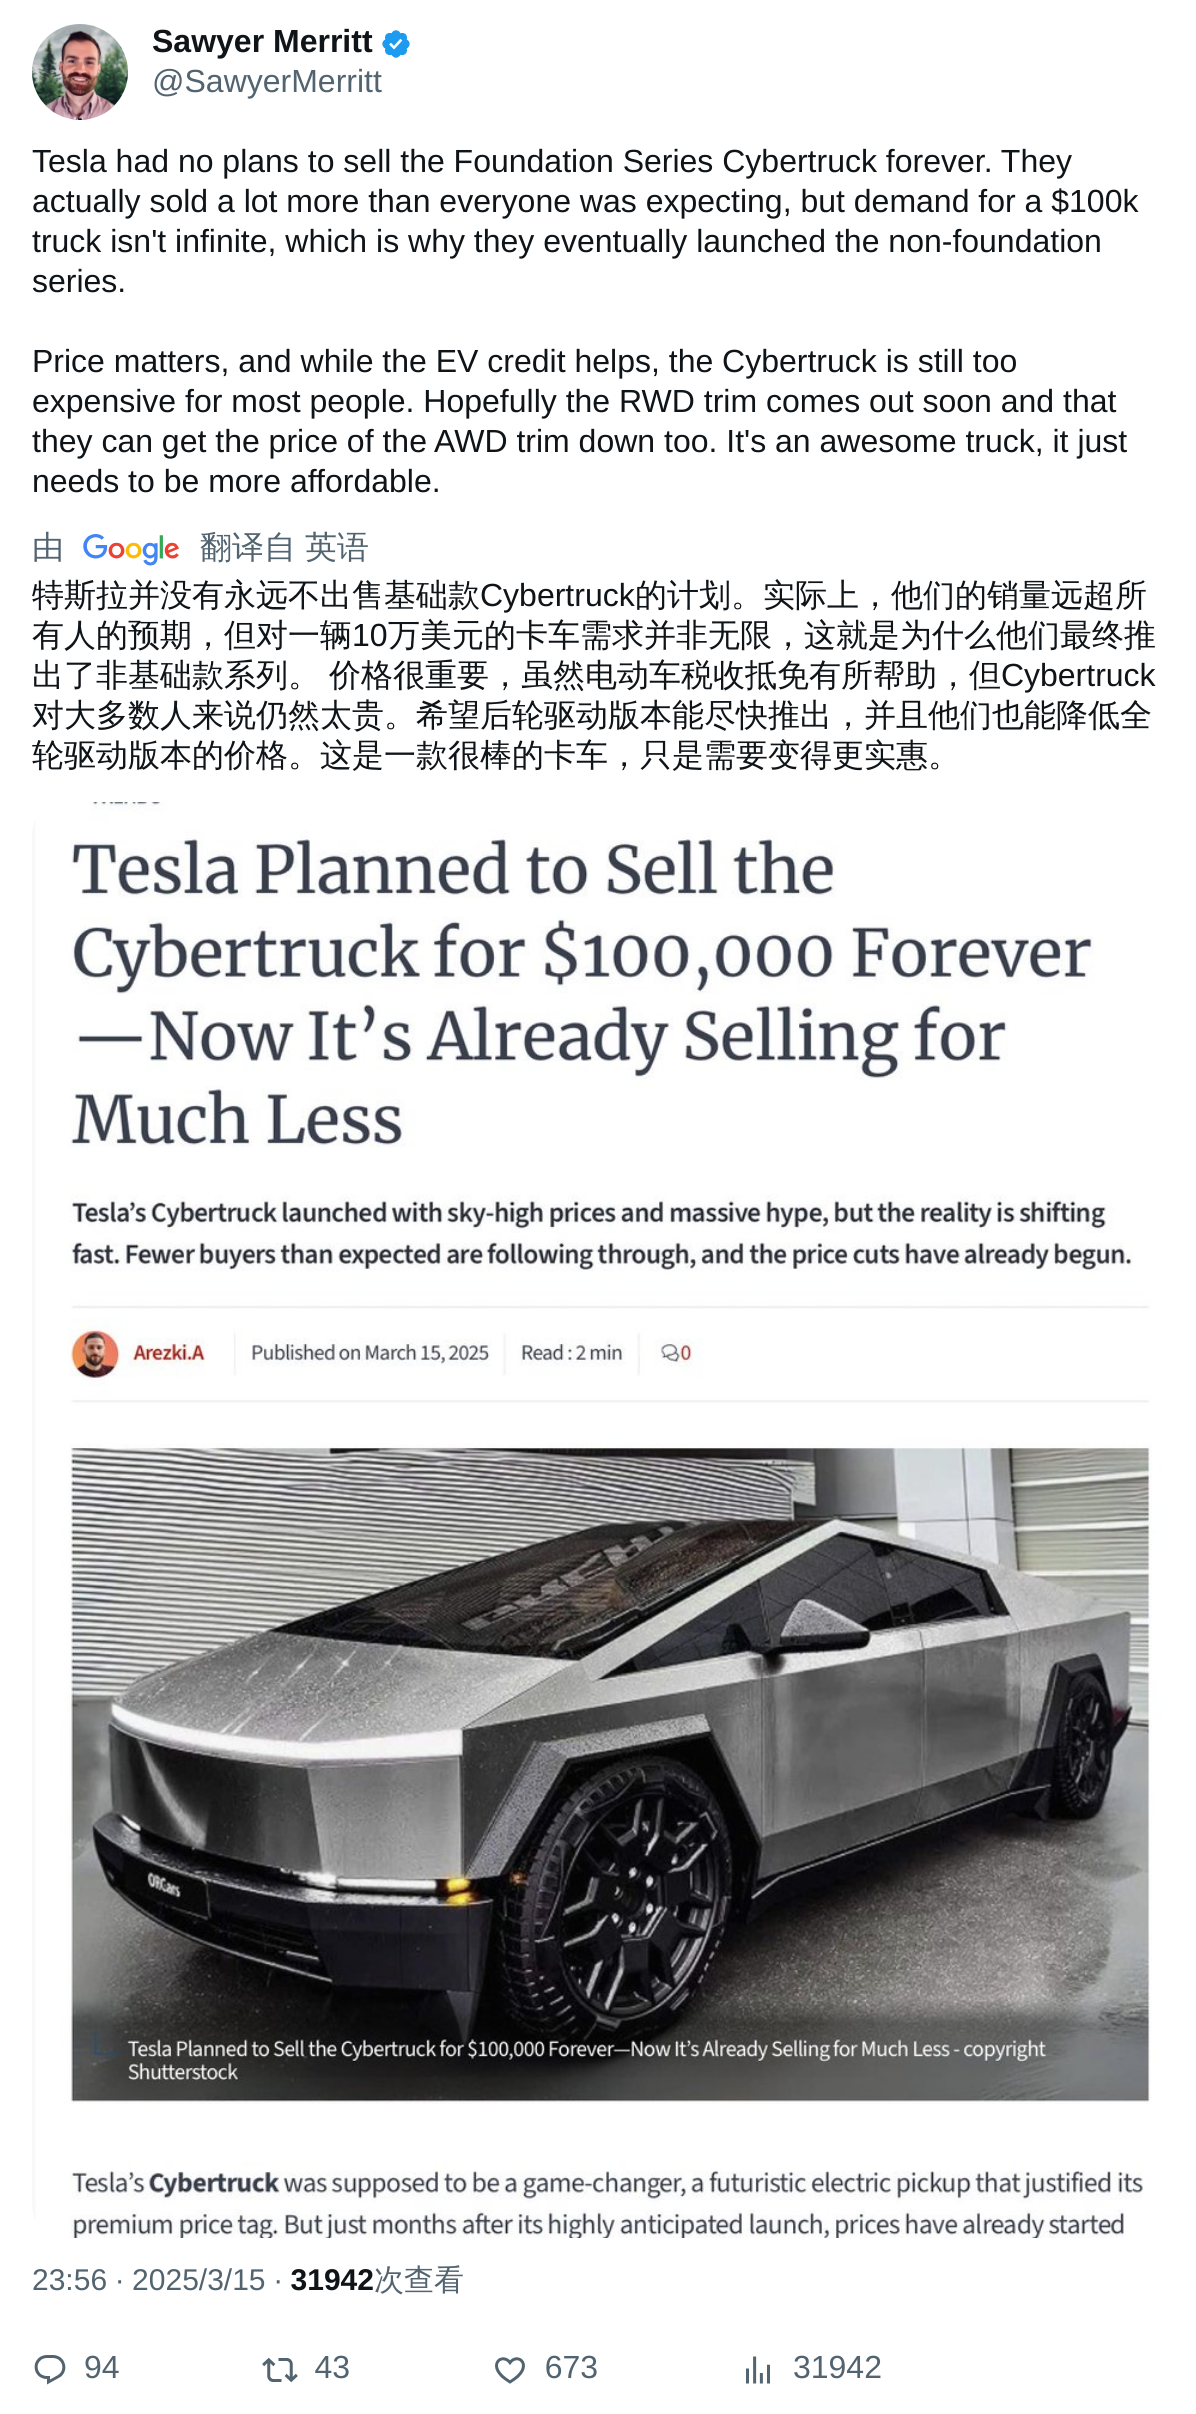 Sawyer Merritt
@SawyerMerritt
Tesla had no plans to sell the Foundation Series Cybertruck forever. They
actually sold a lot more than everyone was expecting, but demand for a $100k
truck isn't infinite, which is why they eventually launched the non-foundation
series.
Price matters, and while the EV credit helps, the Cybertruck is still too
expensive for most people. Hopefully the RWD trim comes out soon and that
they can get the price of the AWD trim down too. It's an awesome truck, it just
needs to be more affordable.
由 Google 翻译自 英语
特斯拉并没有永远不出售基础款Cybertruck的计划。实际上，他们的销量远超所
有人的预期，但对一辆10万美元的卡车需求并非无限，这就是为什么他们最终推
出了非基础款系列。 价格很重要，虽然电动车税收抵免有所帮助，但Cybertruck
对大多数人来说仍然太贵。希望后轮驱动版本能尽快推出，并且他们也能降低全
轮驱动版本的价格。这是一款很棒的卡车，只是需要变得更实惠。
Tesla Planned to Sell the
Cybertruck for $100,000 Forever
—Now It’s Already Selling for
Much Less
Tesla’s Cybertruck launched with sky-high prices and massive hype, but the reality is shifting
fast. Fewer buyers than expected are following through, and the price cuts have already begun.
Arezki.A Published on March 15, 2025 Read : 2 min 0
Tesla Planned to Sell the Cybertruck for $100,000 Forever—Now It’s Already Selling for Much Less - copyright
Shutterstock
Tesla’s Cybertruck was supposed to be a game-changer, a futuristic electric pickup that justified its
premium price tag. But just months after its highly anticipated launch, prices have already started
23:56 · 2025/3/15 · 31942次查看
94 43 673 31942